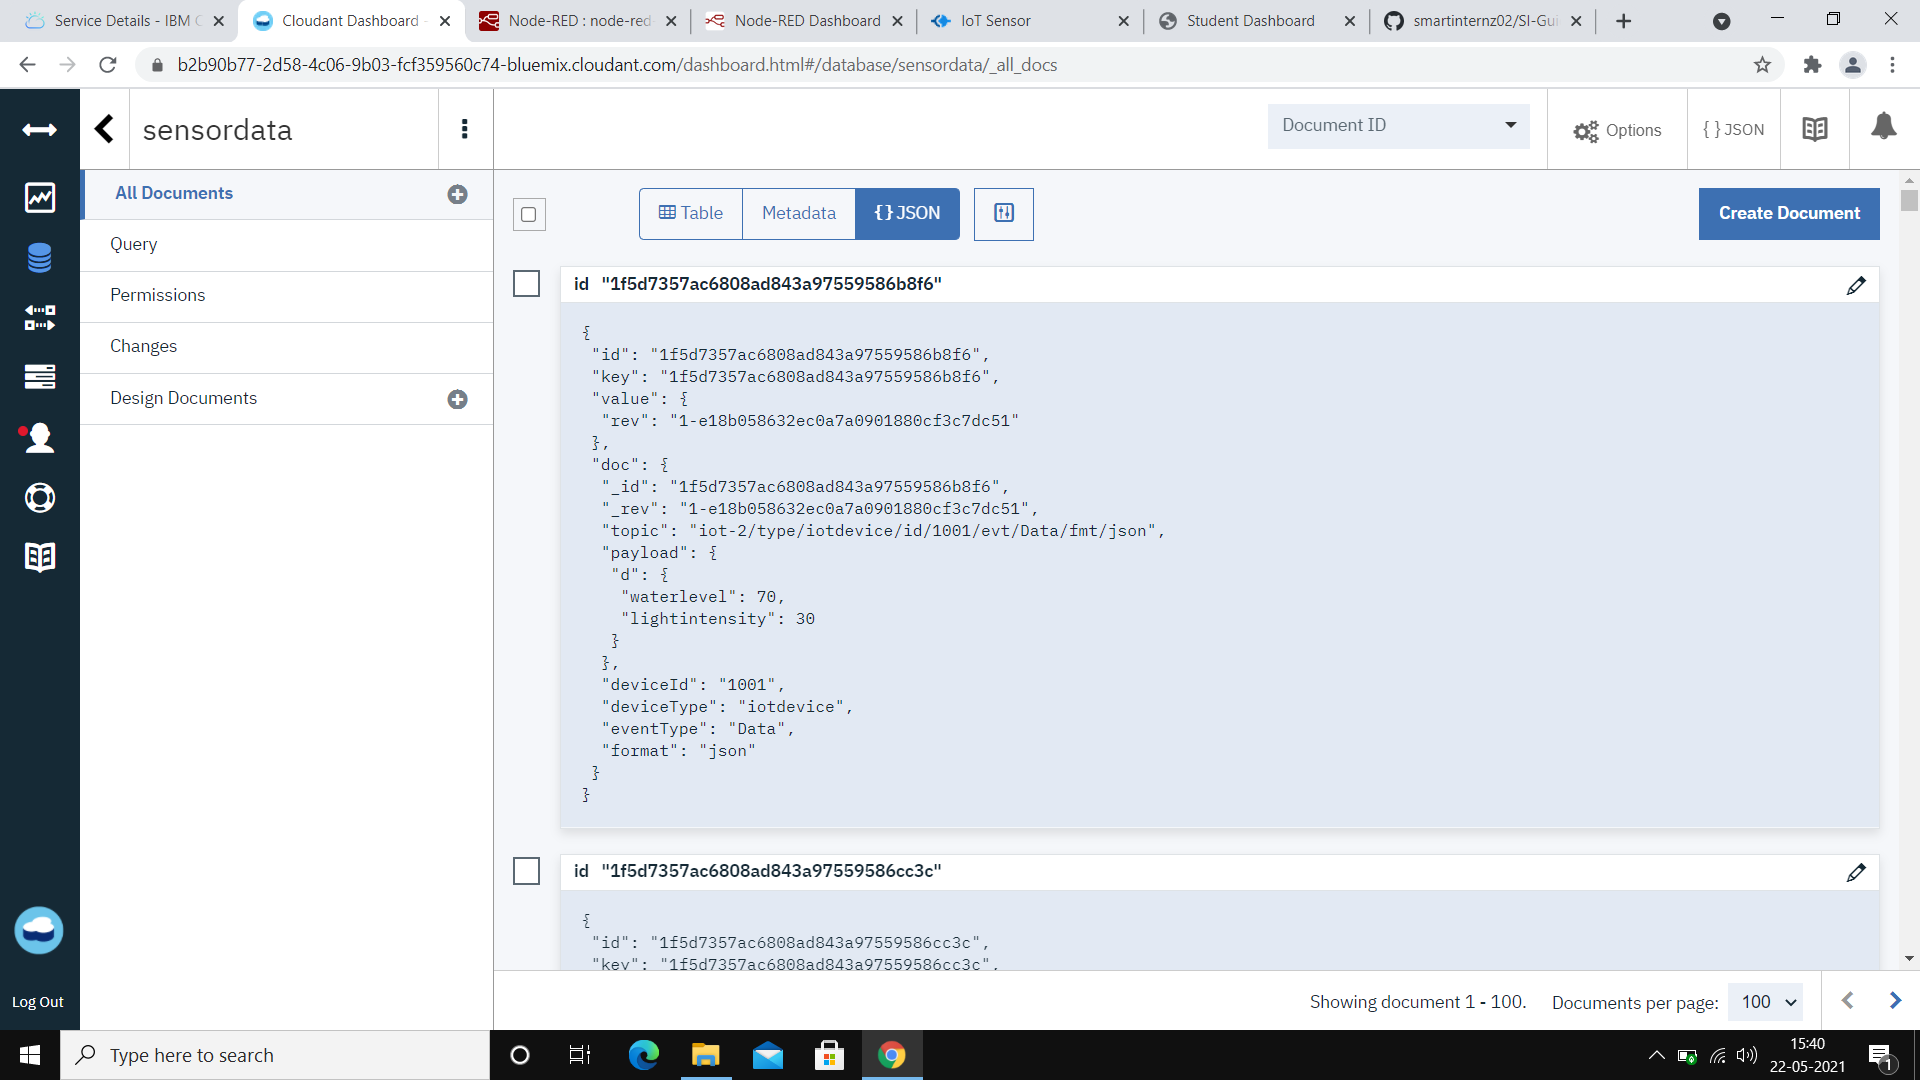 Service Details - IBM C
Cloudant Dashboard -
Node-RED : node-red
Node-RED Dashboard
IoT Sensor
Student Dashboard
smartinternz02/SI-Gui
b2b90b77-2d58-4c06-9b03-fcf359560c74-bluemix.cloudant.com/dashboard.html#/database/sensordata/_all_docs
sensordata
Document ID
Options
{ } JSON
All Documents
Query
Permissions
Changes
Design Documents
Log Out
Table
Metadata
{} JSON
Create Document
id "1f5d7357ac6808ad843a97559586b8f6"
{
"id": "1f5d7357ac6808ad843a97559586b8f6",
"key": "1f5d7357ac6808ad843a97559586b8f6",
"value": {
"rev": "1-e18b058632ec0a7a0901880cf3c7dc51"
},
"doc": {
"_id": "1f5d7357ac6808ad843a97559586b8f6",
"_rev": "1-e18b058632ec0a7a0901880cf3c7dc51",
"topic": "iot-2/type/iotdevice/id/1001/evt/Data/fmt/json",
"payload": {
"d": {
"waterlevel": 70,
"lightintensity": 30
}
},
"deviceId": "1001",
"deviceType": "iotdevice",
"eventType": "Data",
"format": "json"
}
}
id "1f5d7357ac6808ad843a97559586cc3c"
{
"id": "1f5d7357ac6808ad843a97559586cc3c",
"key": "1f5d7357ac6808ad843a97559586cc3c",
Showing document 1 - 100.
Documents per page:
100
Type here to search
15:40
22-05-2021
1